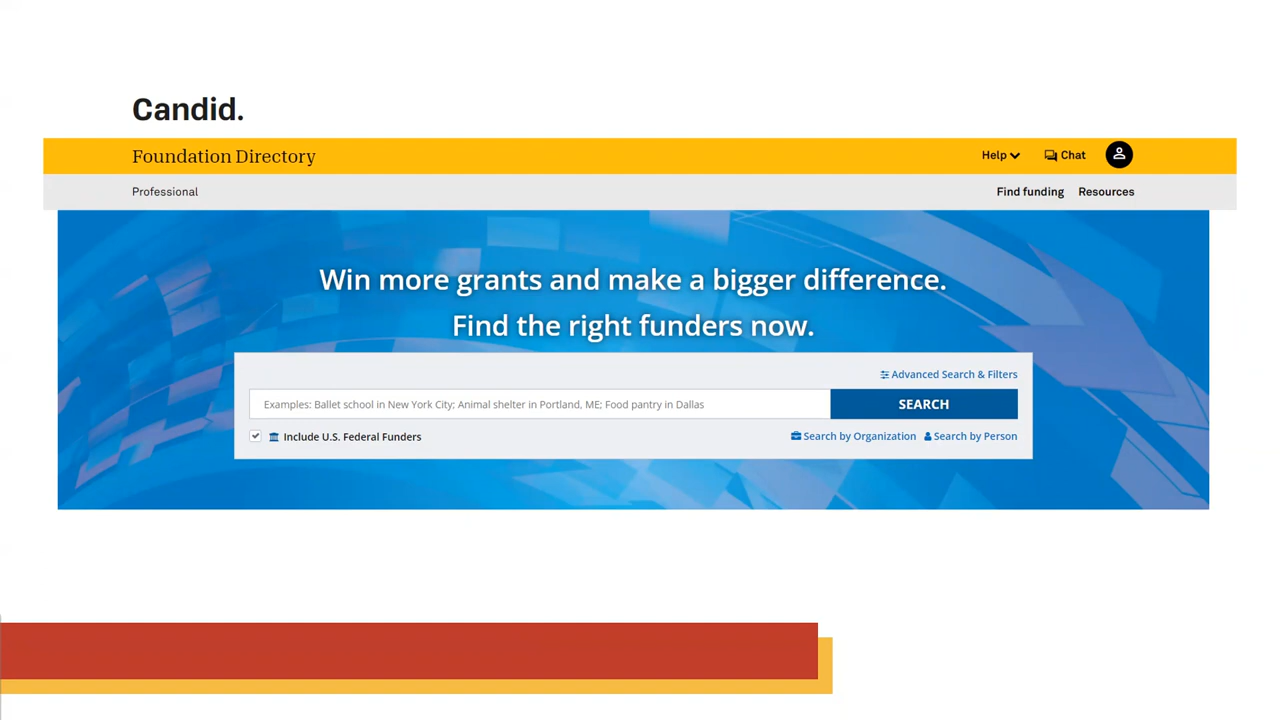 Candid.
Foundation Directory
Help
Chat
Professional
Find funding
Resources
Win more grants and make a bigger difference.
Find the right funders now.
Advanced Search & Filters
Examples: Ballet school in New York City; Animal shelter in Portland, ME; Food pantry in Dallas
SEARCH
Include U.S. Federal Funders
Search by Organization
Search by Person